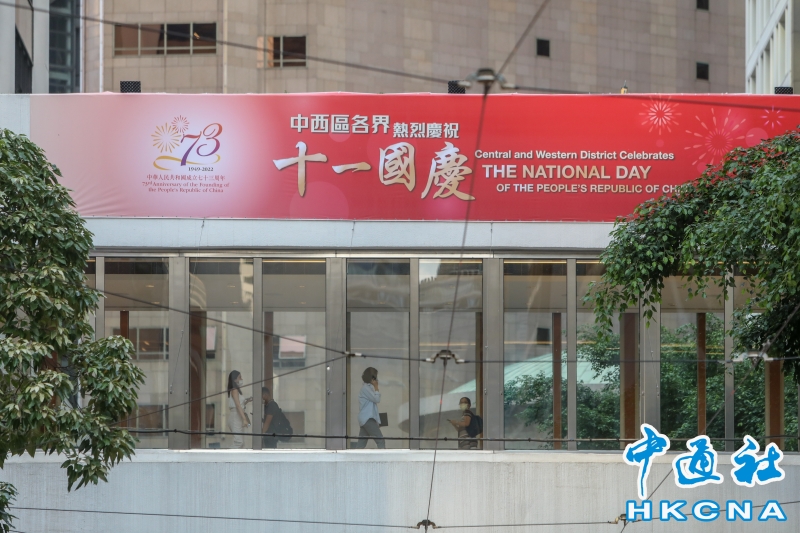 73
1949-2022
中華人民共和國成立七十三周年
73rd Anniversary of the Founding of
the People's Republic of China
中西區各界 熱烈慶祝
十一國慶
Central and Western District Celebrates
THE NATIONAL DAY
OF THE PEOPLE'S REPUBLIC OF CH
中通社
HKCNA